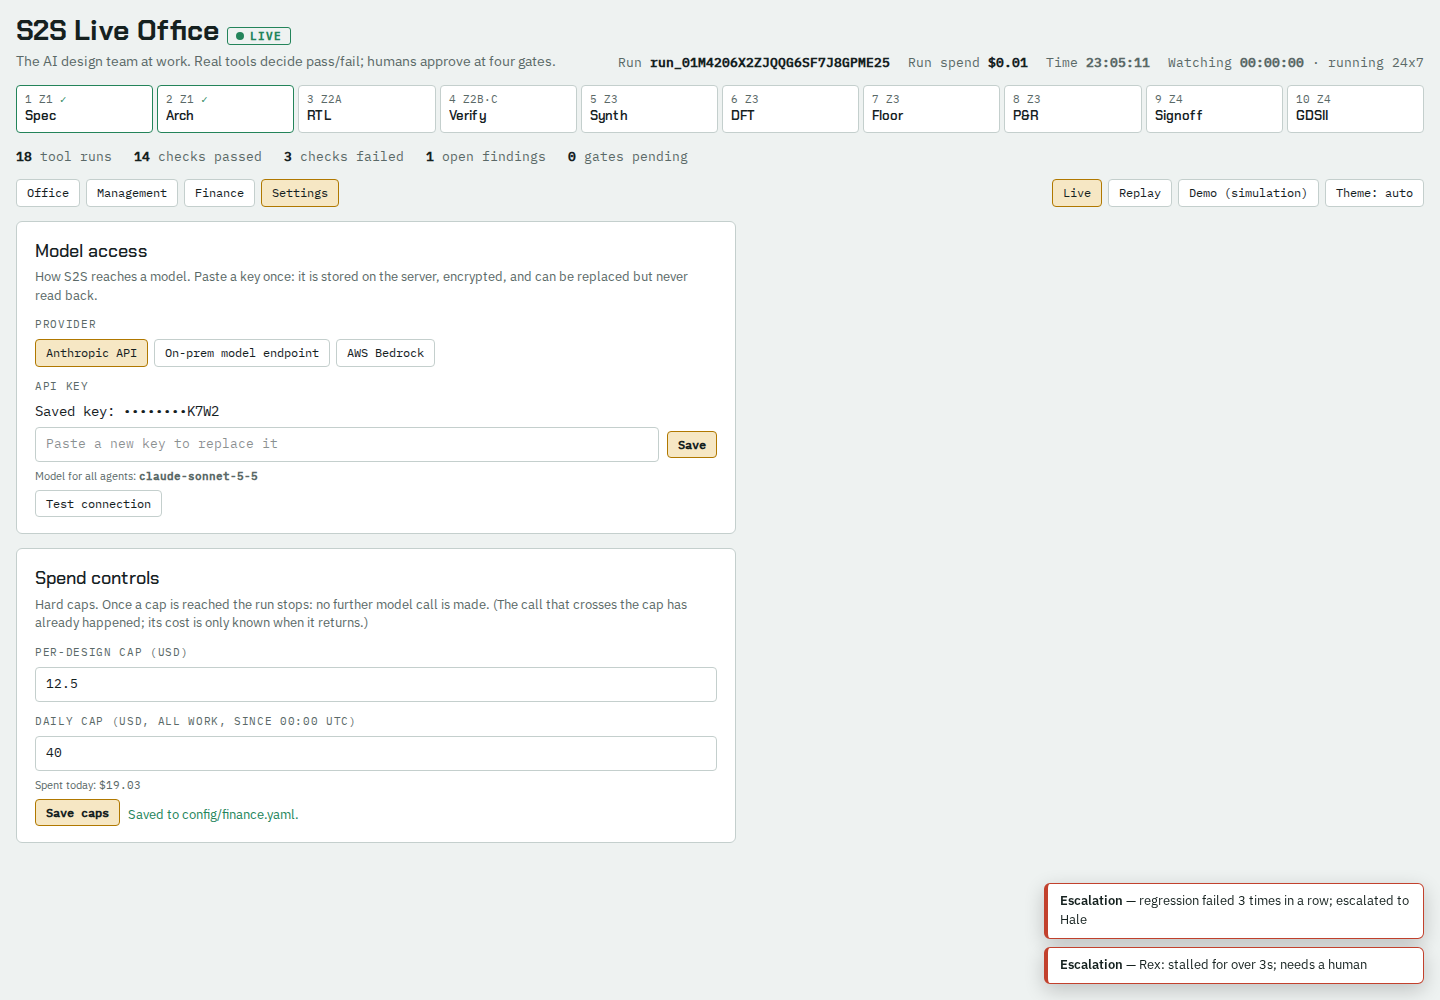 S2S Live Office
LIVE
The AI design team at work. Real tools decide pass/fail; humans approve at four gates.
Run run_01M4206X2ZJQQG6SF7J8GPME25 Run spend $0.01 Time 23:05:11 Watching 00:00:00 · running 24x7
1 Z1 ✓
Spec
2 Z1 ✓
Arch
3 Z2A
RTL
4 Z2B·C
Verify
5 Z3
Synth
6 Z3
DFT
7 Z3
Floor
8 Z3
P&R
9 Z4
Signoff
10 Z4
GDSII
18 tool runs 14 checks passed 3 checks failed 1 open findings 0 gates pending
Office Management Finance Settings
Live Replay Demo (simulation) Theme: auto
Model access
How S2S reaches a model. Paste a key once: it is stored on the server, encrypted, and can be replaced but never
read back.
PROVIDER
Anthropic API On-prem model endpoint AWS Bedrock
API KEY
Saved key: ••••••••K7W2
Paste a new key to replace it
Save
Model for all agents: claude-sonnet-5-5
Test connection
Spend controls
Hard caps. Once a cap is reached the run stops: no further model call is made. (The call that crosses the cap has
already happened; its cost is only known when it returns.)
PER-DESIGN CAP (USD)
12.5
DAILY CAP (USD, ALL WORK, SINCE 00:00 UTC)
40
Spent today: $19.03
Save caps Saved to config/finance.yaml.
Escalation — regression failed 3 times in a row; escalated to
Hale
Escalation — Rex: stalled for over 3s; needs a human